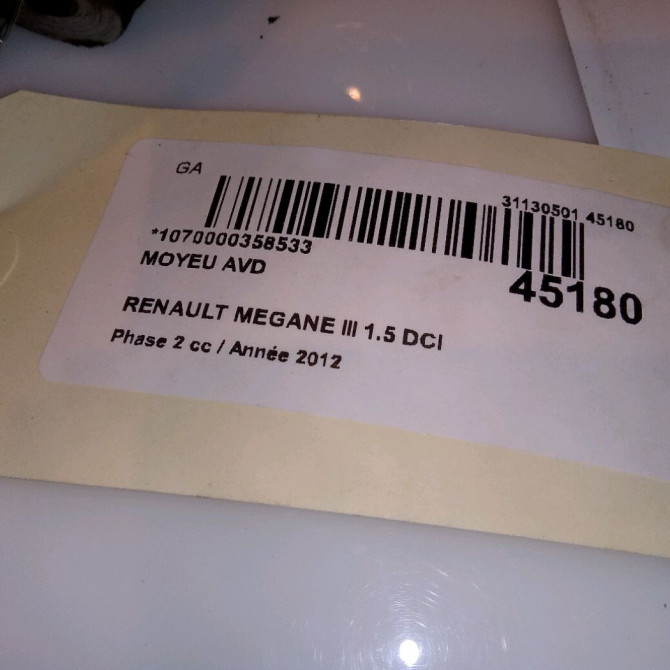 GA
31130501 45180
*1070000358533
MOYEU AVD
45180
RENAULT MEGANE III 1.5 DCI
Phase 2 cc / Année 2012